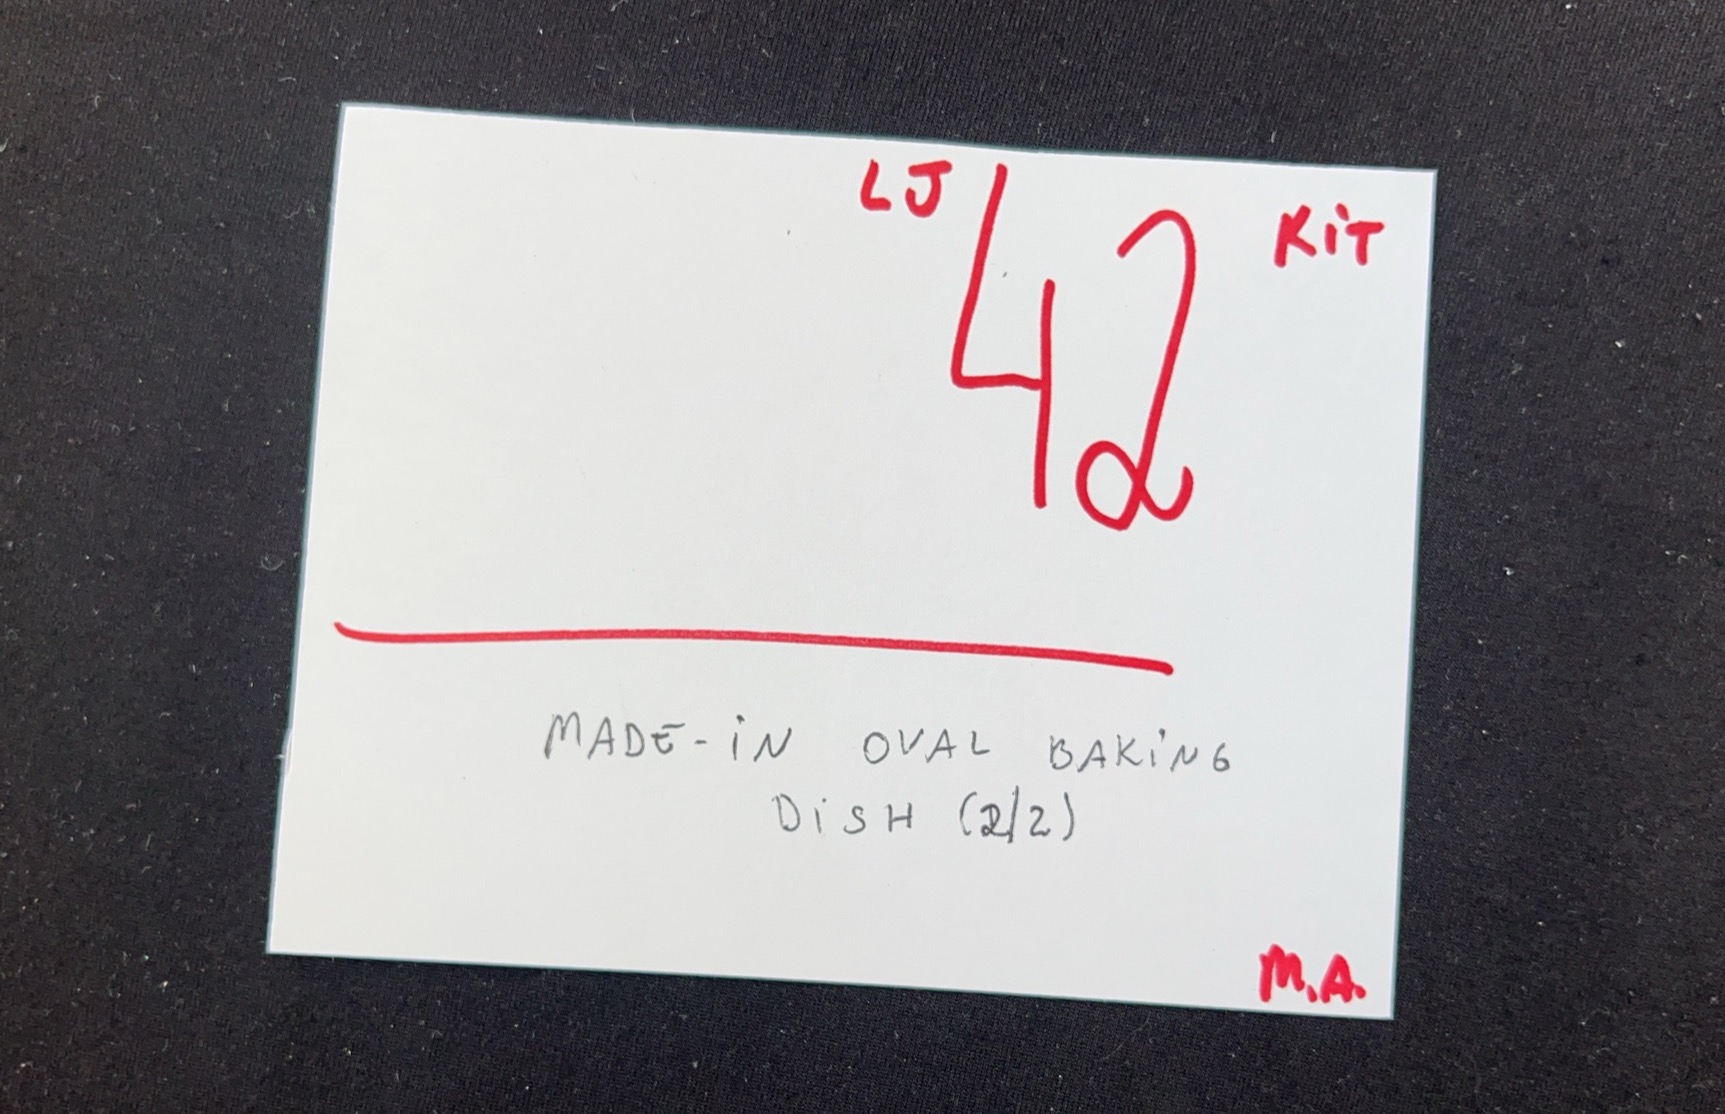 LJ 42 KiT
MADE-iN OVAL BAKiNG
DiSH (2/2)
M.A.